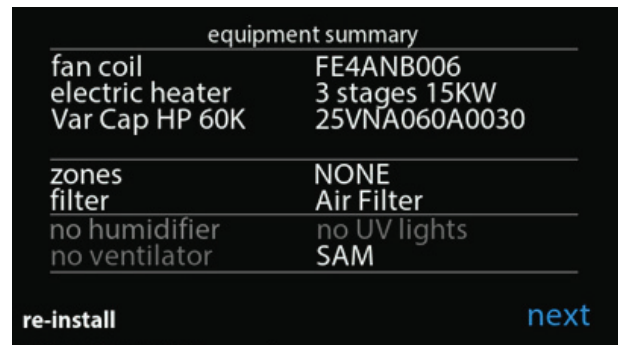 equipment summary
fan coil FE4ANB006
electric heater 3 stages 15KW
Var Cap HP 60K 25VNA060A0030
zones NONE
filter Air Filter
no humidifier no UV lights
no ventilator SAM
re-install next